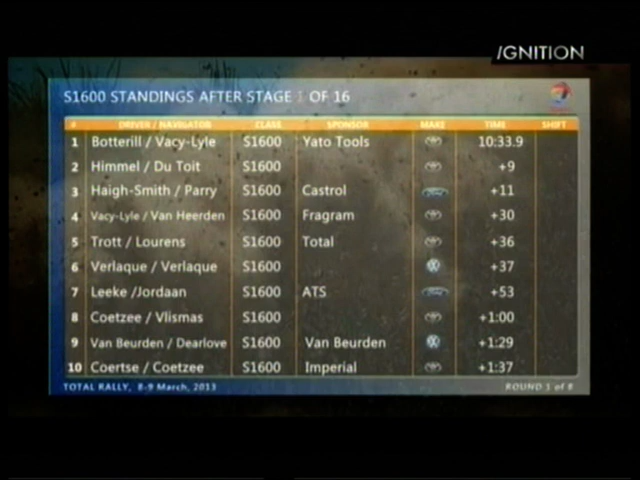 IGNITION
S1600 STANDINGS AFTER STAGE 1 OF 16
# DRIVER / NAVIGATOR CLASS SPONSOR MAKE TIME SHIFT
1 Botterill / Vacy-Lyle S1600 Yato Tools 10:33.9
2 Himmel / Du Toit S1600 +9
3 Haigh-Smith / Parry S1600 Castrol Ford +11
4 Vacy-Lyle / Van Heerden S1600 Fragram +30
5 Trott / Lourens S1600 Total +36
6 Verlaque / Verlaque S1600 +37
7 Leeke /Jordaan S1600 ATS Ford +53
8 Coetzee / Vlismas S1600 +1:00
9 Van Beurden / Dearlove S1600 Van Beurden +1:29
10 Coertse / Coetzee S1600 Imperial +1:37
TOTAL RALLY, 8-9 March, 2013 ROUND 1 of 8